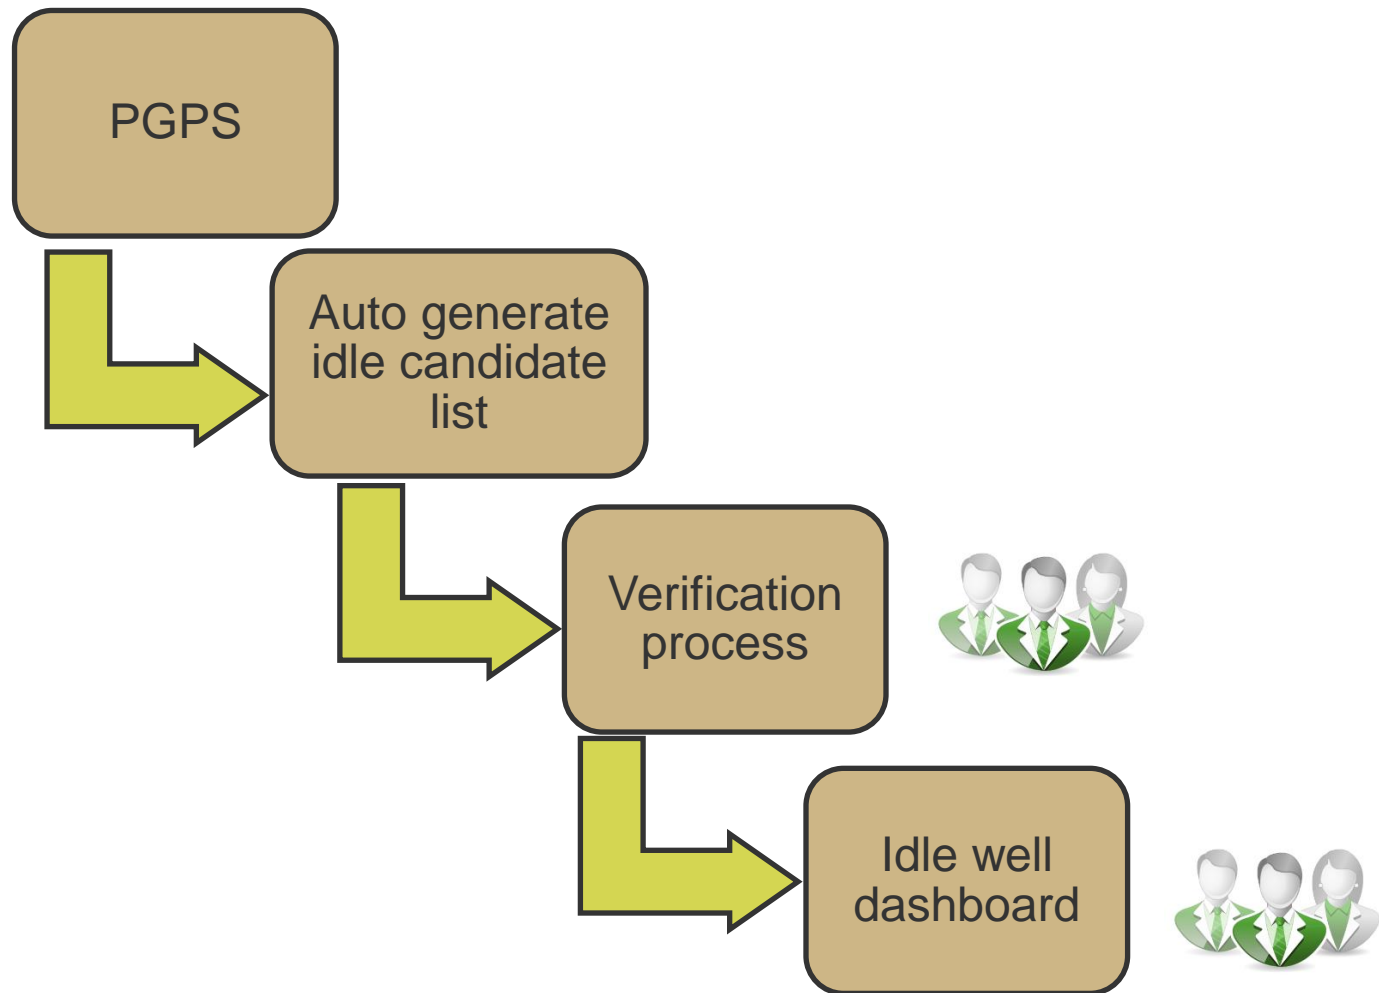 PGPS
Auto generate
idle candidate
list
Verification
process
Idle well
dashboard